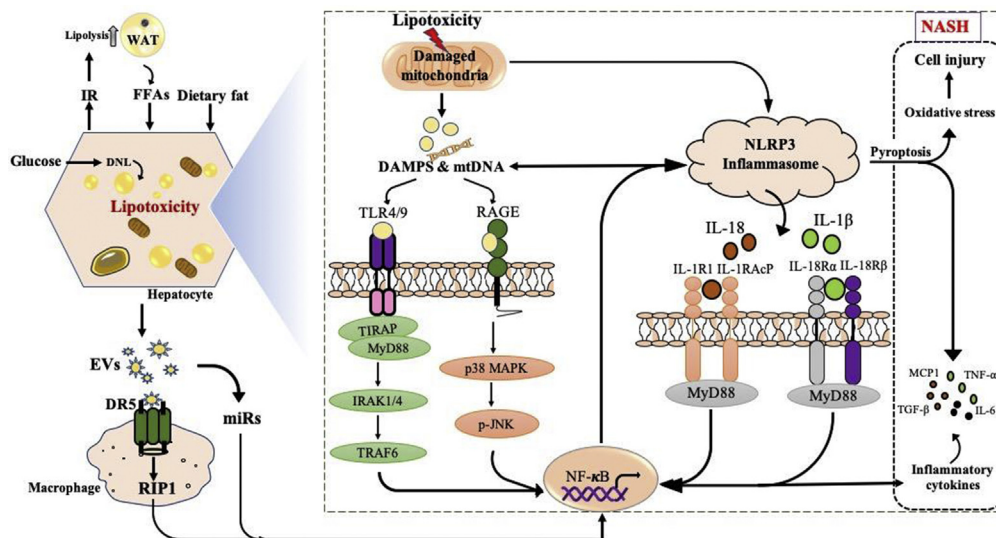 Lipolysis
WAT
IR
FFAs
Dietary fat
Glucose
DNL
Lipotoxicity
Hepatocyte
EVs
DR5
miRs
Macrophage
RIP1
Lipotoxicity
Damaged
mitochondria
DAMPS & mtDNA
TLR4/9
RAGE
TIRAP
MyD88
IRAK1/4
TRAF6
p38 MAPK
p-JNK
NF-κB
NLRP3
Inflammasome
Pyroptosis
IL-18
IL-1β
IL-1R1
IL-1RAcP
IL-18Rα
IL-18Rβ
MyD88
MyD88
NASH
Cell injury
Oxidative stress
MCP1
TNF-α
TGF-β
IL-6
Inflammatory
cytokines